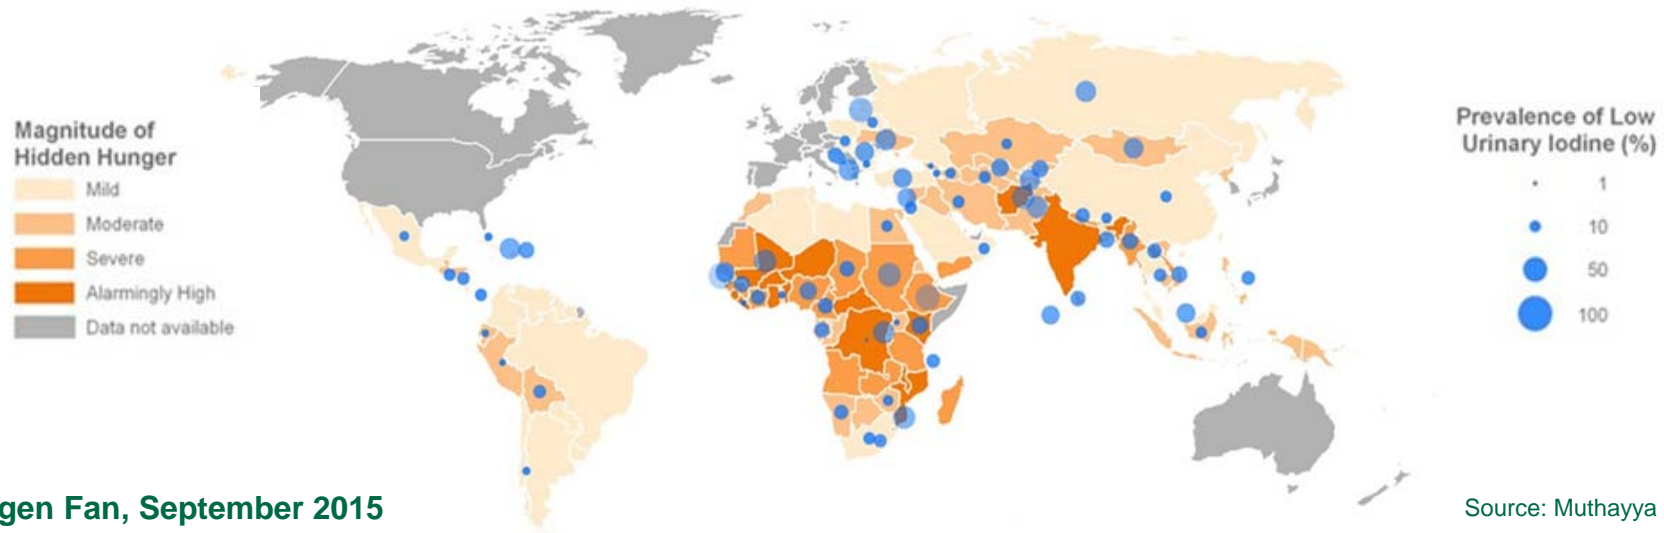 Magnitude of
Hidden Hunger
Mild
Moderate
Severe
Alarmingly High
Data not available
Prevalence of Low
Urinary Iodine (%)
1
10
50
100
gen Fan, September 2015
Source: Muthayya